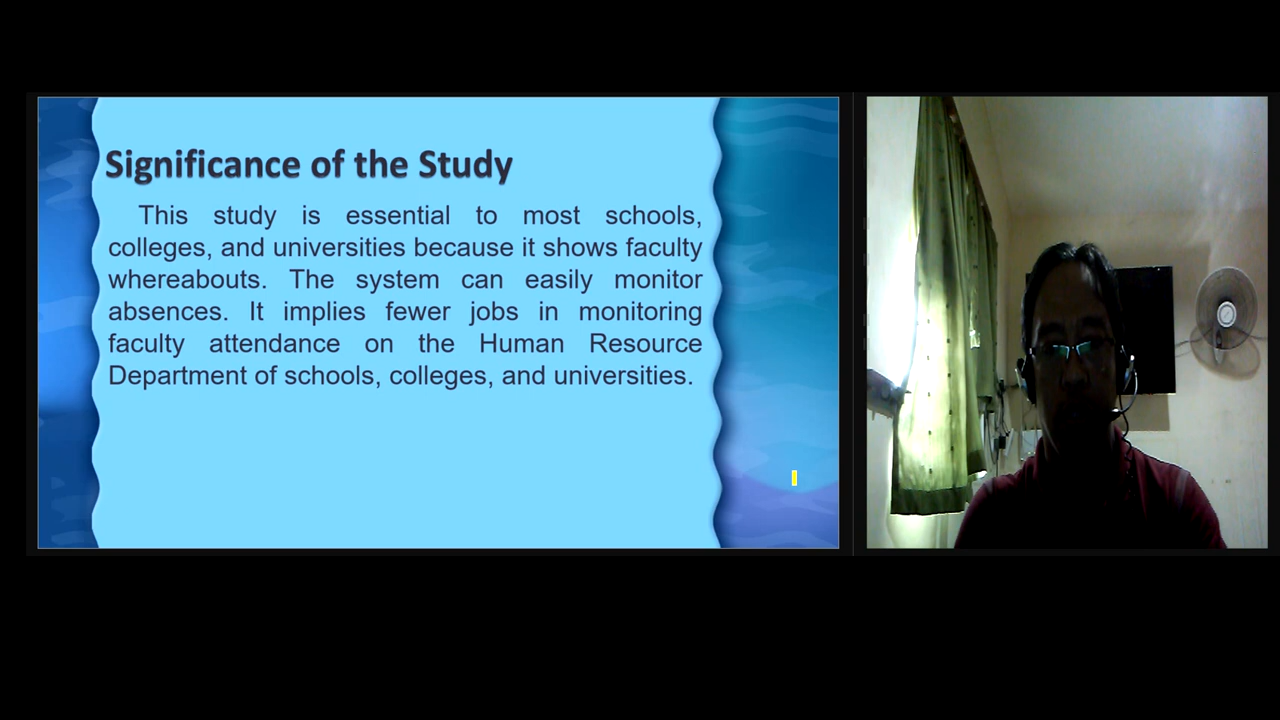 Significance of the Study
This study is essential to most schools,
colleges, and universities because it shows faculty
whereabouts. The system can easily monitor
absences. It implies fewer jobs in monitoring
faculty attendance on the Human Resource
Department of schools, colleges, and universities.